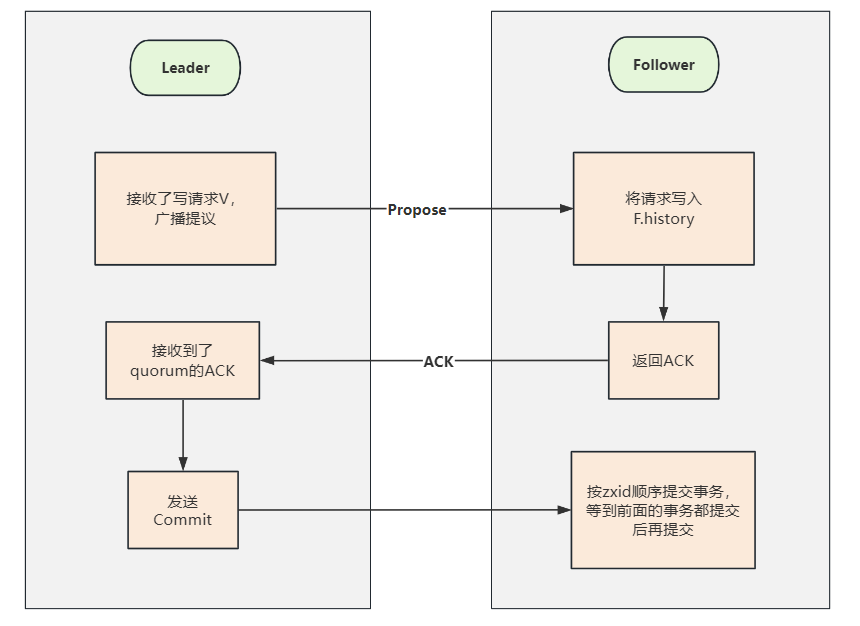 Leader
Follower
接收了写请求V，
广播提议
Propose
将请求写入
F.history
接收到了
quorum的ACK
ACK
返回ACK
发送
Commit
按zxid顺序提交事务，
等到前面的事务都提交
后再提交